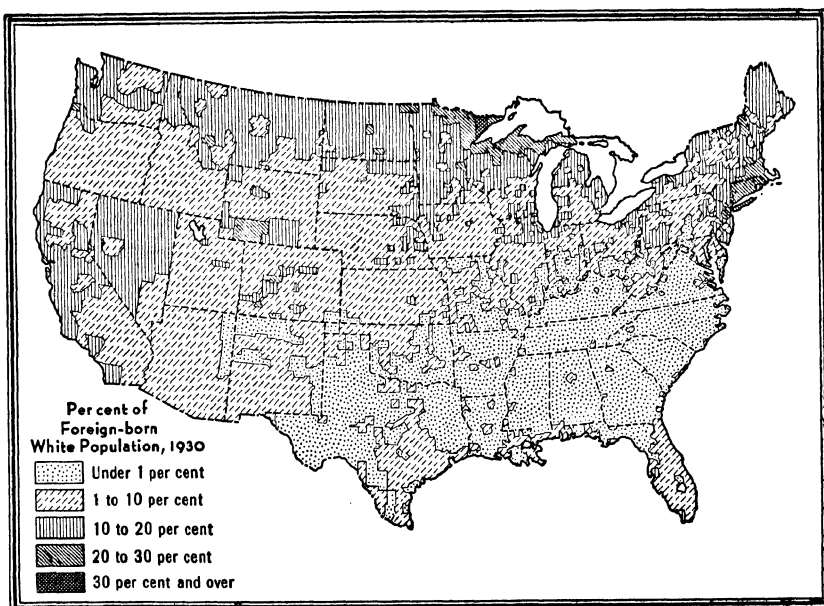 Per cent of
Foreign-born
White Population, 1930
Under 1 per cent
1 to 10 per cent
10 to 20 per cent
20 to 30 per cent
30 per cent and over